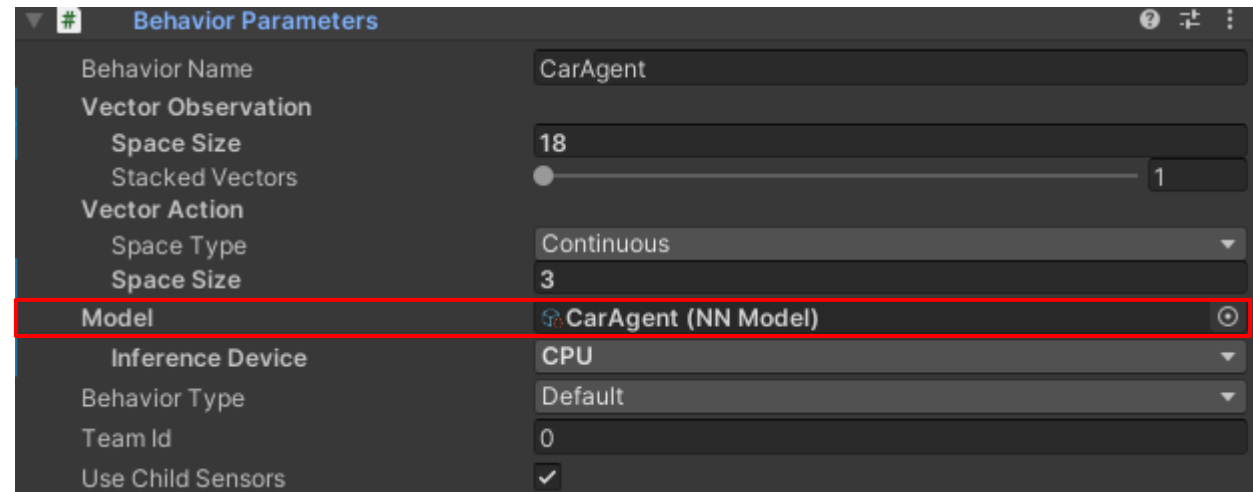 # Behavior Parameters
Behavior Name CarAgent
Vector Observation
Space Size 18
Stacked Vectors 1
Vector Action
Space Type Continuous
Space Size 3
Model CarAgent (NN Model)
Inference Device CPU
Behavior Type Default
Team Id 0
Use Child Sensors